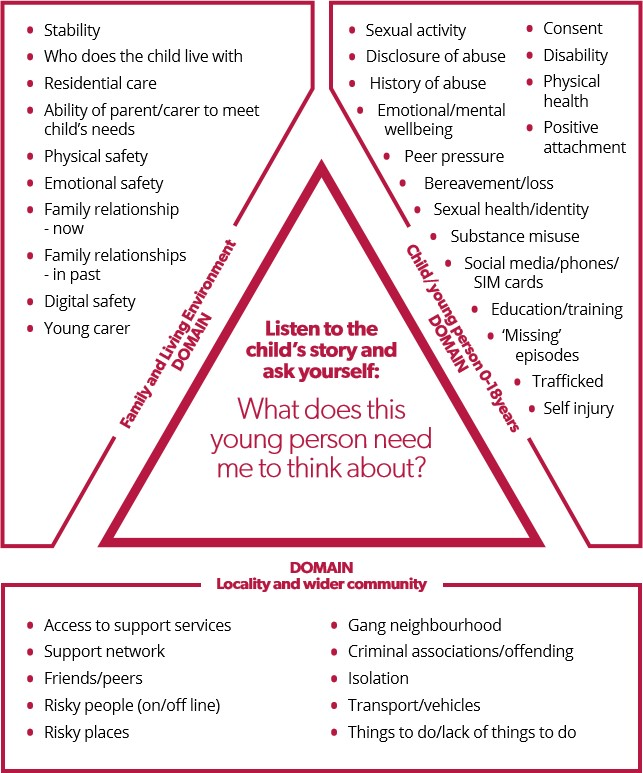 Stability
Who does the child live with
Residential care
Ability of parent/carer to meet
child's needs
Physical safety
Emotional safety
Family relationship
- now
Family relationships
- in past
Digital safety
Young carer
Family and Living Environment
DOMAIN
Sexual activity
Disclosure of abuse
History of abuse
Emotional/mental
wellbeing
Peer pressure
Bereavement/loss
Sexual health/identity
Substance misuse
Social media/phones/
SIM cards
Education/training
‘Missing’
episodes
Trafficked
Self injury
Consent
Disability
Physical
health
Positive
attachment
Child/young person 0-18years
DOMAIN
Listen to the
child's story and
ask yourself:
What does this
young person need
me to think about?
DOMAIN
Locality and wider community
Access to support services
Support network
Friends/peers
Risky people (on/off line)
Risky places
Gang neighbourhood
Criminal associations/offending
Isolation
Transport/vehicles
Things to do/lack of things to do